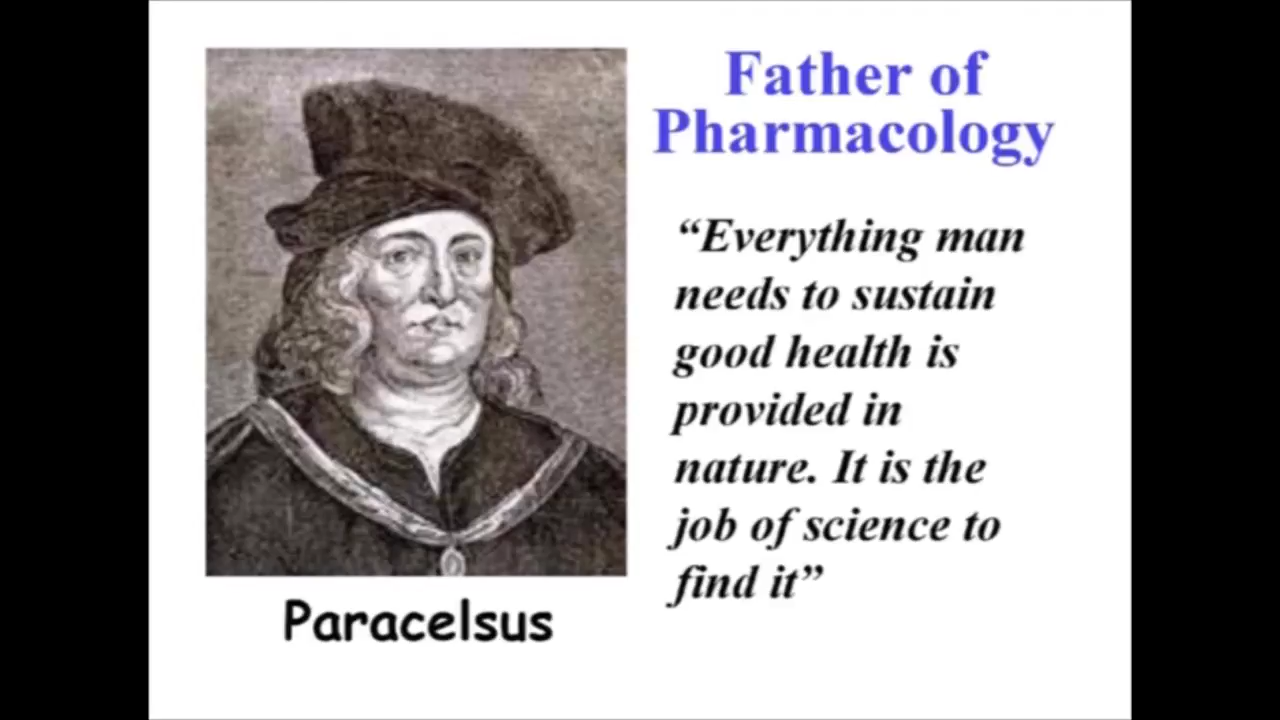 Father of
Pharmacology
“Everything man
needs to sustain
good health is
provided in
nature. It is the
job of science to
find it”
Paracelsus